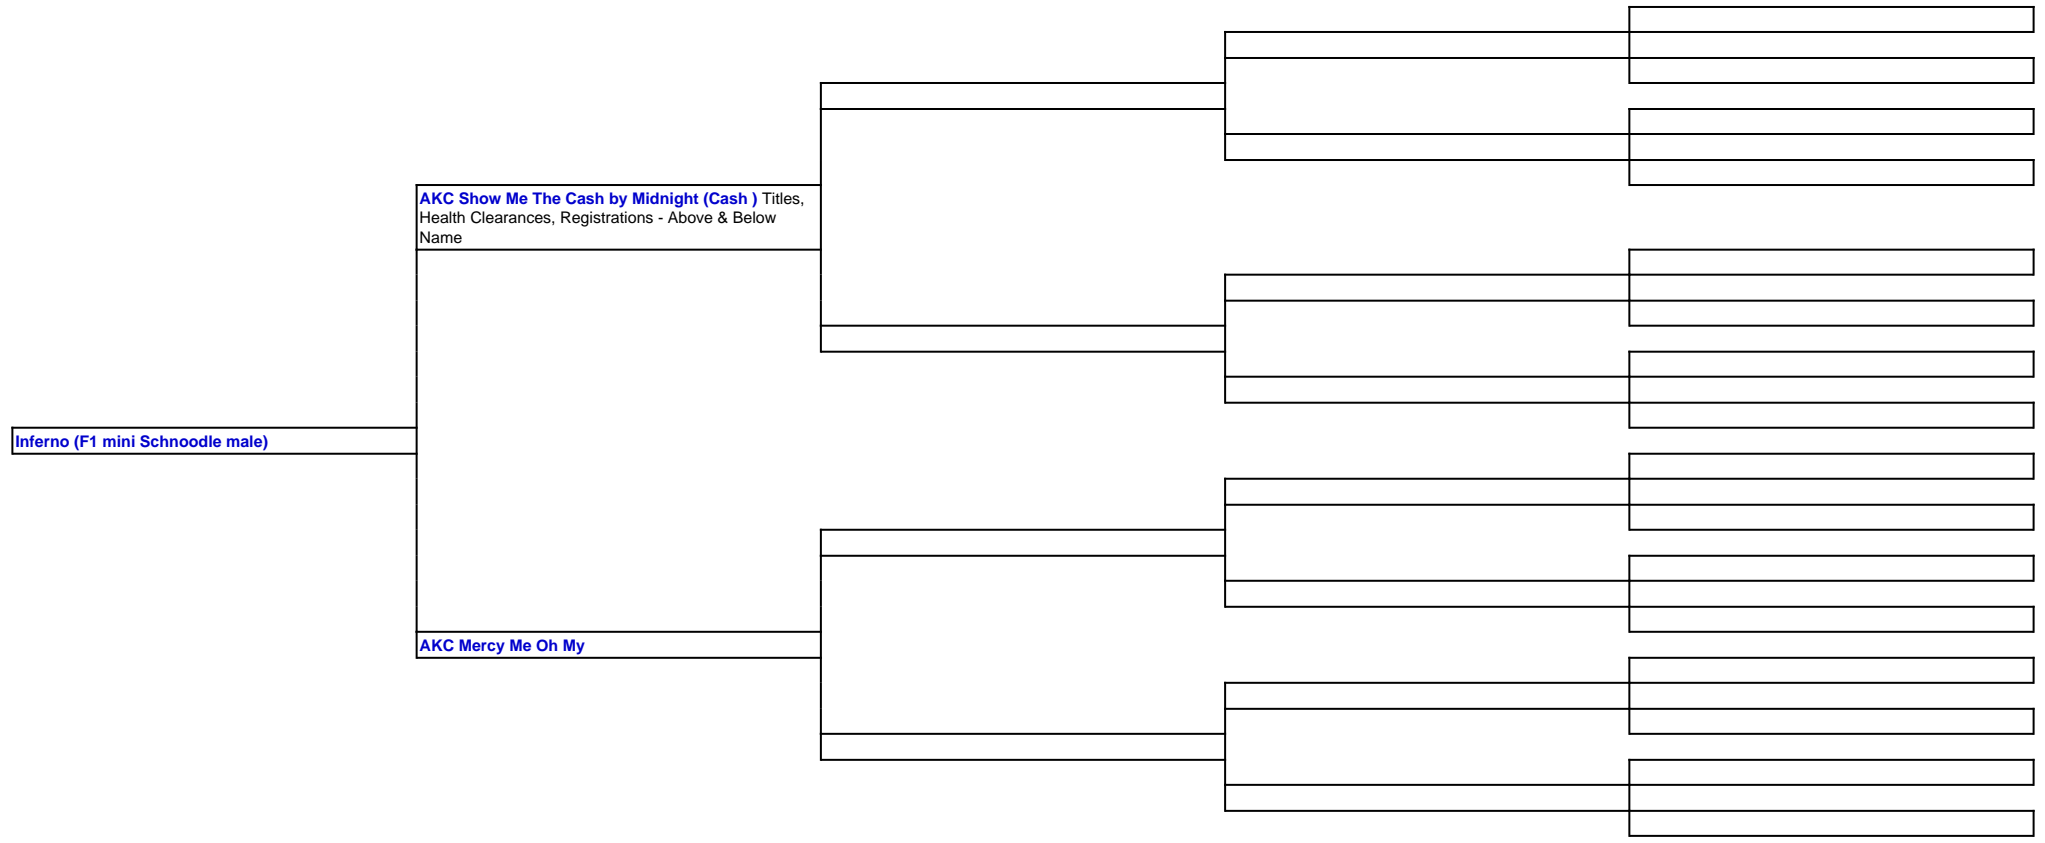 AKC Show Me The Cash by Midnight (Cash ) Titles,
Health Clearances, Registrations - Above & Below
Name
Inferno (F1 mini Schnoodle male)
AKC Mercy Me Oh My